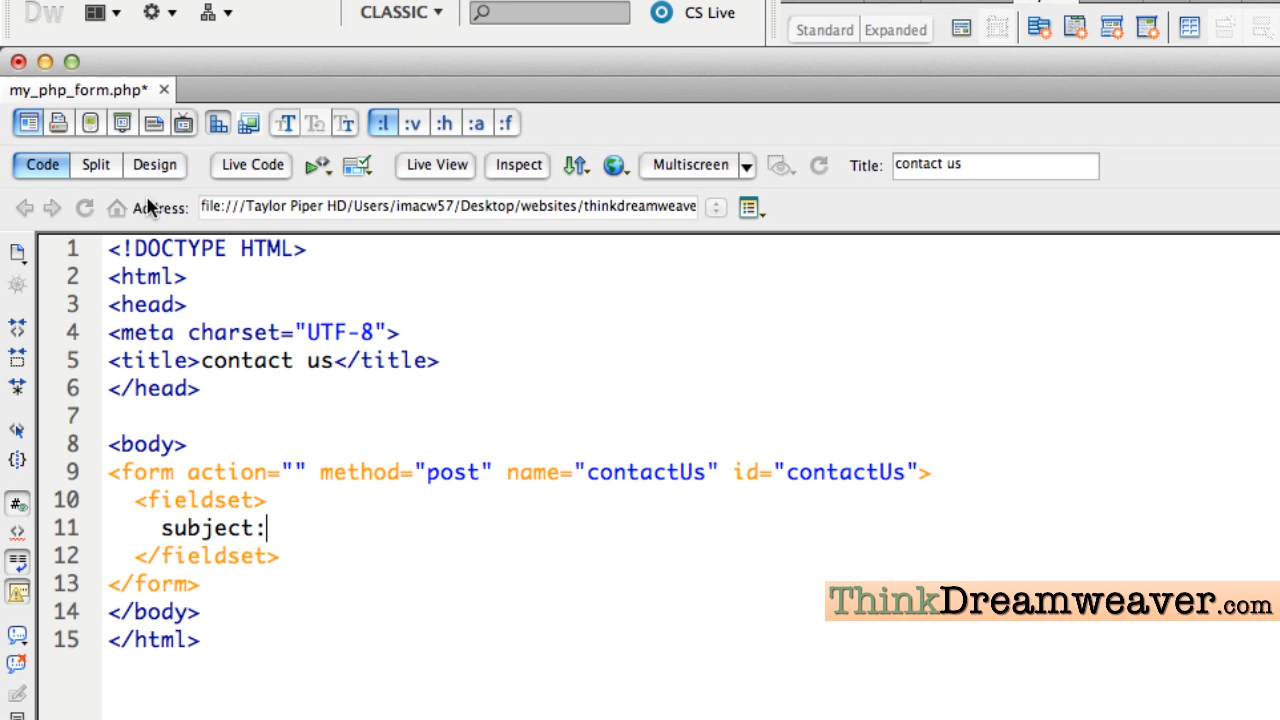 Dw CLASSIC CS Live
Standard Expanded
my_php_form.php*
:l :v :h :a :f
Code Split Design Live Code Live View Inspect Multiscreen Title: contact us
Address: file:///Taylor Piper HD/Users/imacw57/Desktop/websites/thinkdreamweave
1 <!DOCTYPE HTML>
2 <html>
3 <head>
4 <meta charset="UTF-8">
5 <title>contact us</title>
6 </head>
7
8 <body>
9 <form action="" method="post" name="contactUs" id="contactUs">
10 <fieldset>
11 subject:
12 </fieldset>
13 </form>
14 </body>
15 </html>
ThinkDreamweaver.com